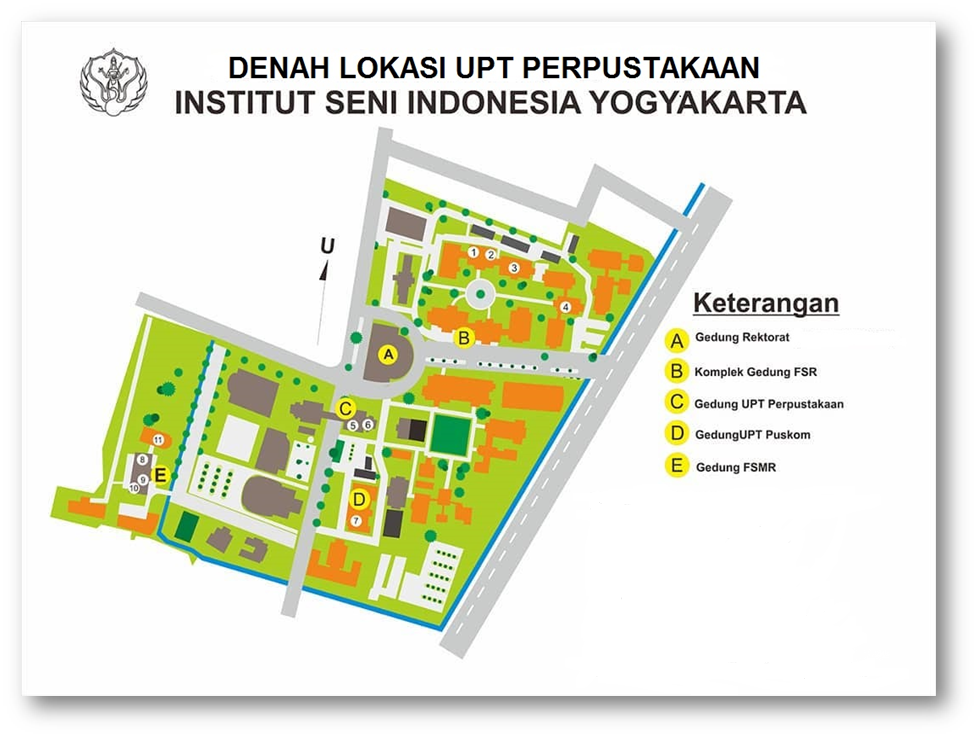 DENAH LOKASI UPT PERPUSTAKAAN
INSTITUT SENI INDONESIA YOGYAKARTA
U
1 2
3
4
B
A
C
5 6
11
8
9
10
E
D
7
Keterangan
A Gedung Rektorat
B Komplek Gedung FSR
C Gedung UPT Perpustakaan
D GedungUPT Puskom
E Gedung FSMR